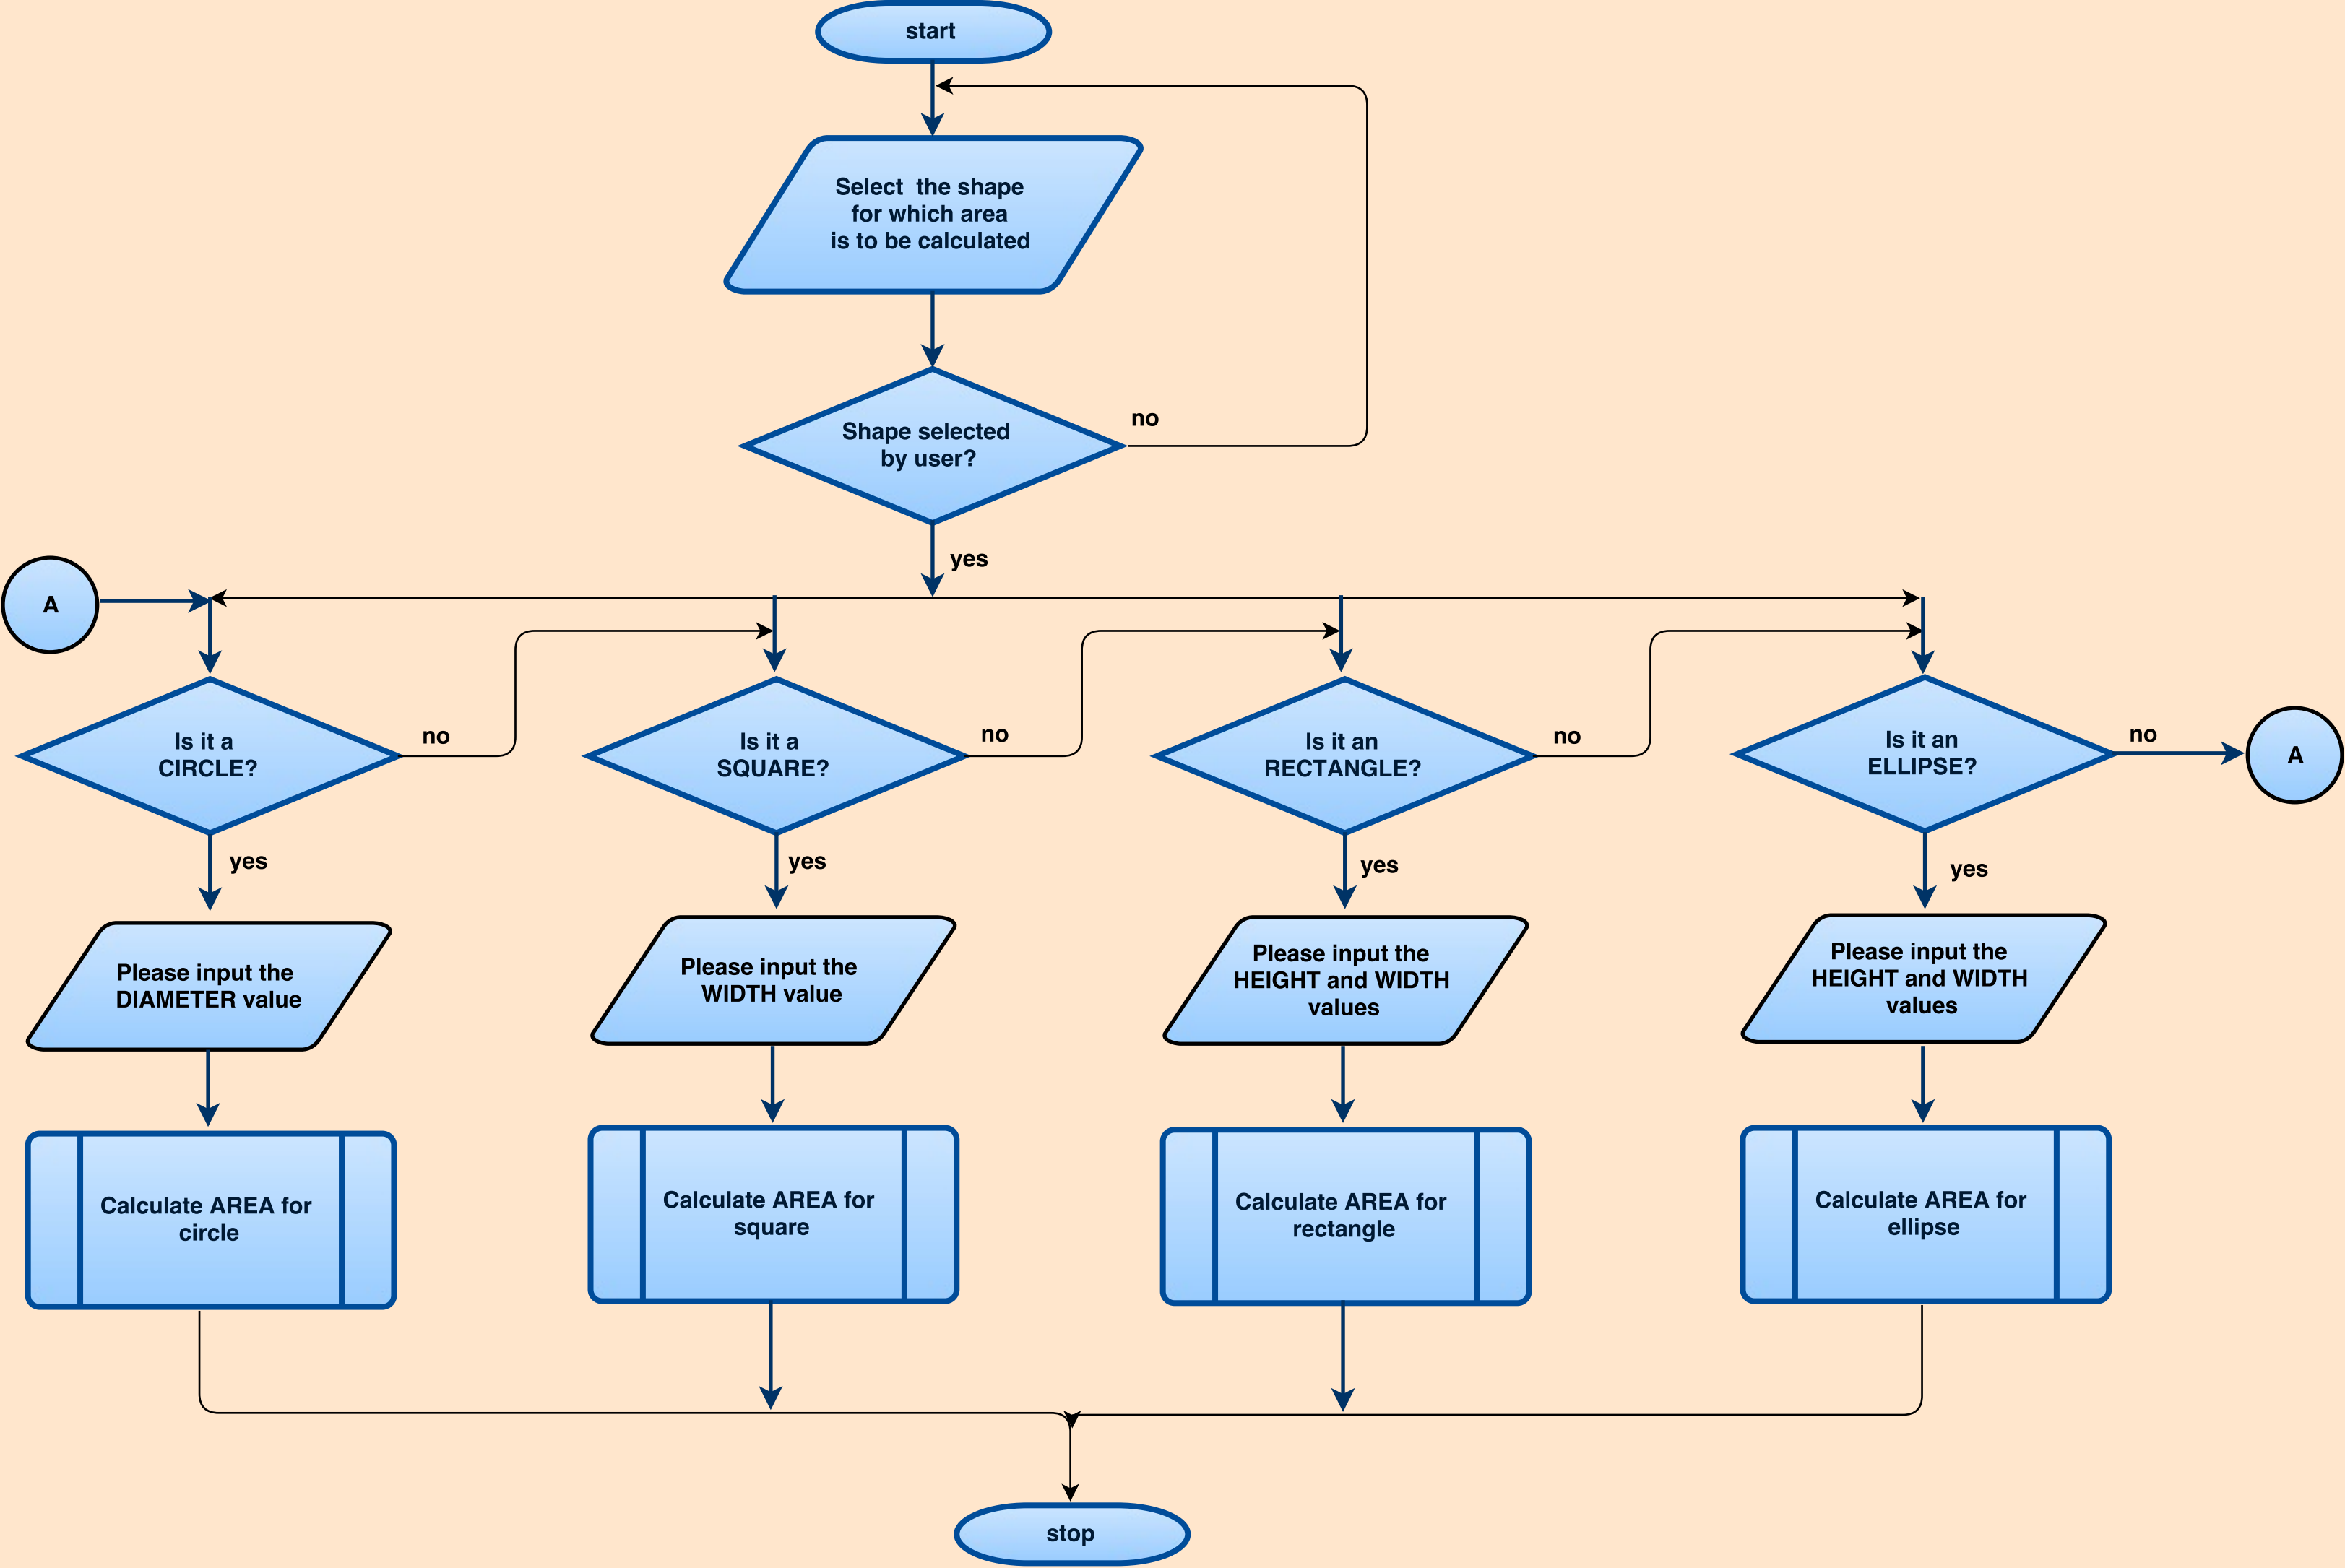 start
Select  the shape
for which area
is to be calculated
Shape selected
by user?
no
yes
A
Is it a
CIRCLE?
no
Is it a
SQUARE?
no
Is it an
RECTANGLE?
no
Is it an
ELLIPSE?
no
A
yes
yes
yes
yes
Please input the
DIAMETER value
Please input the
WIDTH value
Please input the
HEIGHT and WIDTH
values
Please input the
HEIGHT and WIDTH
values
Calculate AREA for
circle
Calculate AREA for
square
Calculate AREA for
rectangle
Calculate AREA for
ellipse
stop